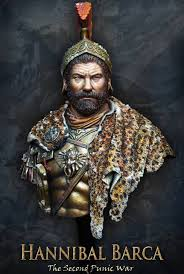 HANNIBAL BARCA
The Second Punic War